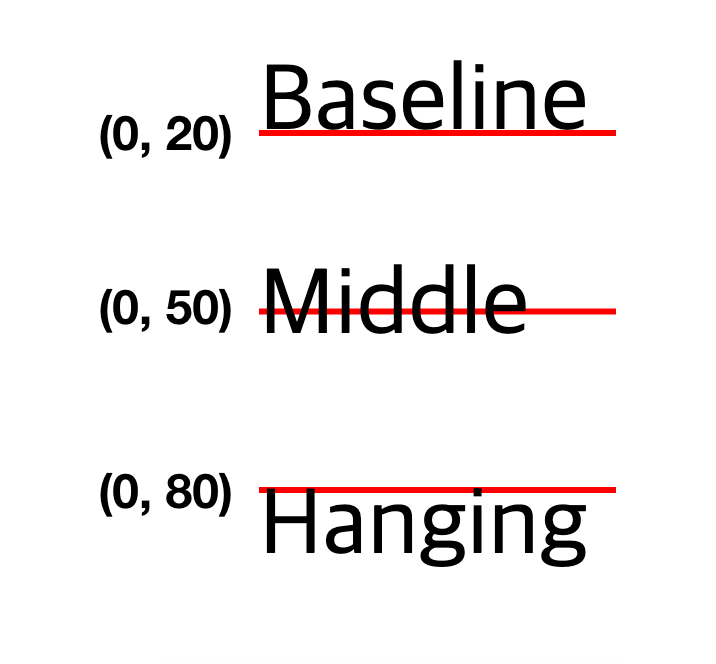 (0, 20) Baseline
(0, 50) Middle
(0, 80) Hanging